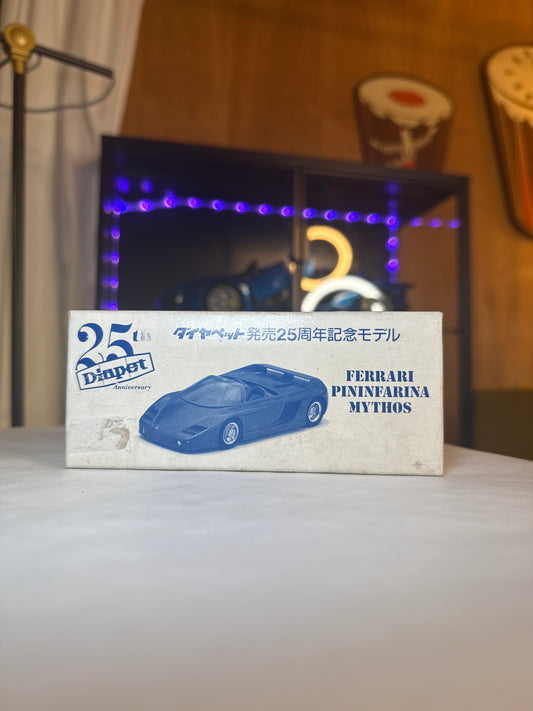 25th
Diapet
Anniversary
ダイヤペット発売25周年記念モデル
FERRARI
PININFARINA
MYTHOS